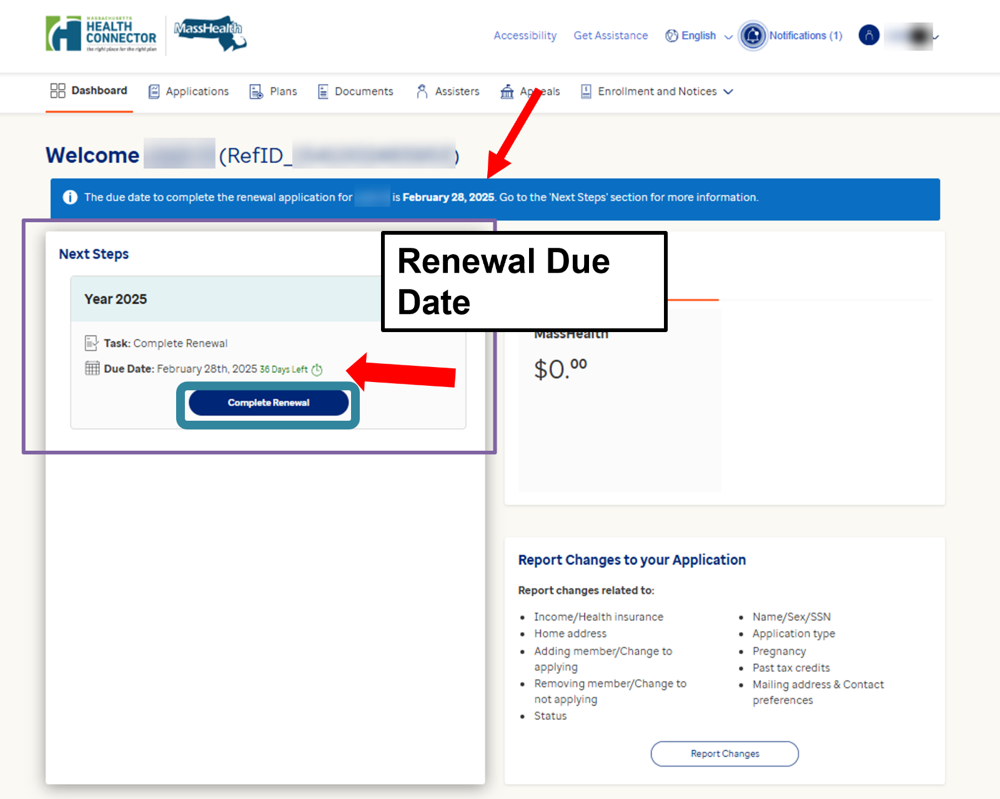 MASSACHUSETTS
HEALTH
CONNECTOR
the right place for the right plan
MassHealth
Accessibility
Get Assistance
English
Notifications (1)
Dashboard
Applications
Plans
Documents
Assisters
Appeals
Enrollment and Notices
Welcome (RefID_ )
The due date to complete the renewal application for is February 28, 2025. Go to the 'Next Steps' section for more information.
Next Steps
Year 2025
Task: Complete Renewal
Due Date: February 28th, 2025 36 Days Left
Complete Renewal
Renewal Due
Date
MassHealth
$0.00
Report Changes to your Application
Report changes related to:
• Income/Health insurance
• Home address
• Adding member/Change to
applying
• Removing member/Change to
not applying
• Status
• Name/Sex/SSN
• Application type
• Pregnancy
• Past tax credits
• Mailing address & Contact
preferences
Report Changes